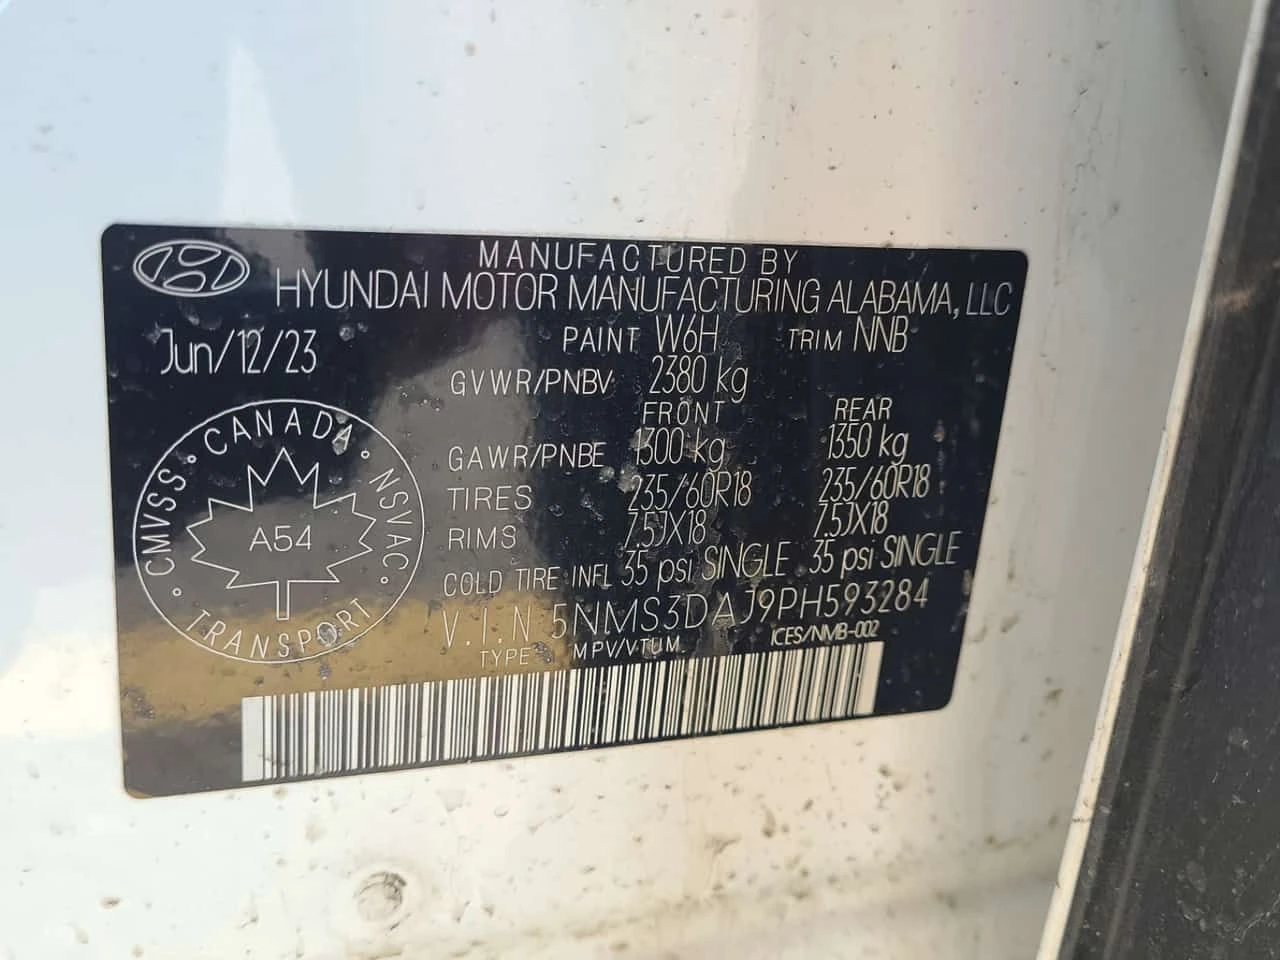 MANUFACTURED BY
HYUNDAI MOTOR MANUFACTURING ALABAMA, LLC
Jun/12/23 PAINT W6H TRIM NNB
GVWR/PNBV 2380 kg
FRONT REAR
GAWR/PNBE 1300 kg 1350 kg
TIRES 235/60R18 235/60R18
RIMS 7.5JX18 7.5JX18
COLD TIRE INFL 35 psi SINGLE 35 psi SINGLE
V.I.N 5NMS3DAJ9PH593284
TYPE MPV/VTUM ICES/NMB-002
CMVSS · CANADA · NSVAC · TRANSPORT ·
A54